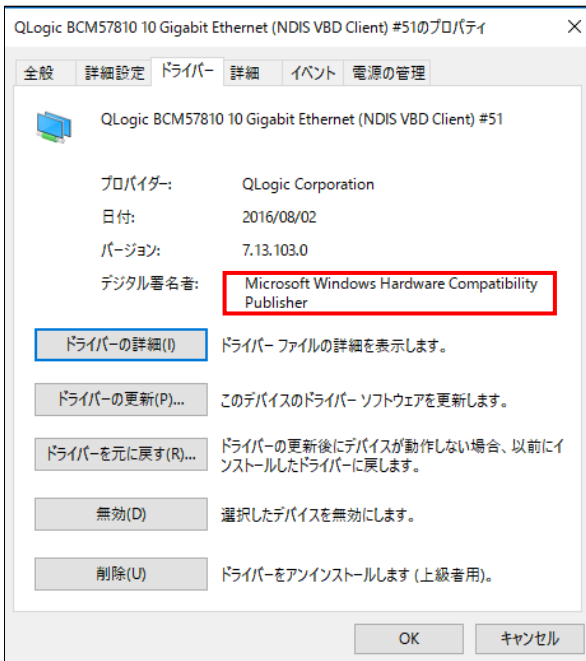 QLogic BCM57810 10 Gigabit Ethernet (NDIS VBD Client) #51のプロパティ
全般 詳細設定 ドライバー 詳細 イベント 電源の管理
QLogic BCM57810 10 Gigabit Ethernet (NDIS VBD Client) #51
プロバイダー: QLogic Corporation
日付: 2016/08/02
バージョン: 7.13.103.0
デジタル署名者: Microsoft Windows Hardware Compatibility
Publisher
ドライバーの詳細(I) ドライバー ファイルの詳細を表示します。
ドライバーの更新(P)... このデバイスのドライバー ソフトウェアを更新します。
ドライバーを元に戻す(R)... ドライバーの更新後にデバイスが動作しない場合、以前にイ
ンストールしたドライバーに戻します。
無効(D) 選択したデバイスを無効にします。
削除(U) ドライバーをアンインストールします (上級者用)。
OK キャンセル